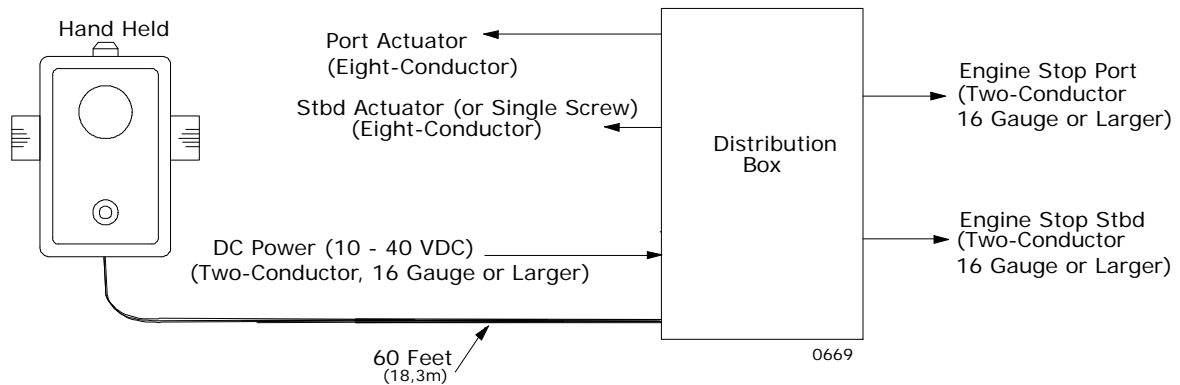 Hand Held
Port Actuator
(Eight-Conductor)
Stbd Actuator (or Single Screw)
(Eight-Conductor)
DC Power (10 - 40 VDC)
(Two-Conductor, 16 Gauge or Larger)
60 Feet
(18,3m)
Distribution
Box
Engine Stop Port
(Two-Conductor
16 Gauge or Larger)
Engine Stop Stbd
(Two-Conductor
16 Gauge or Larger)
0669